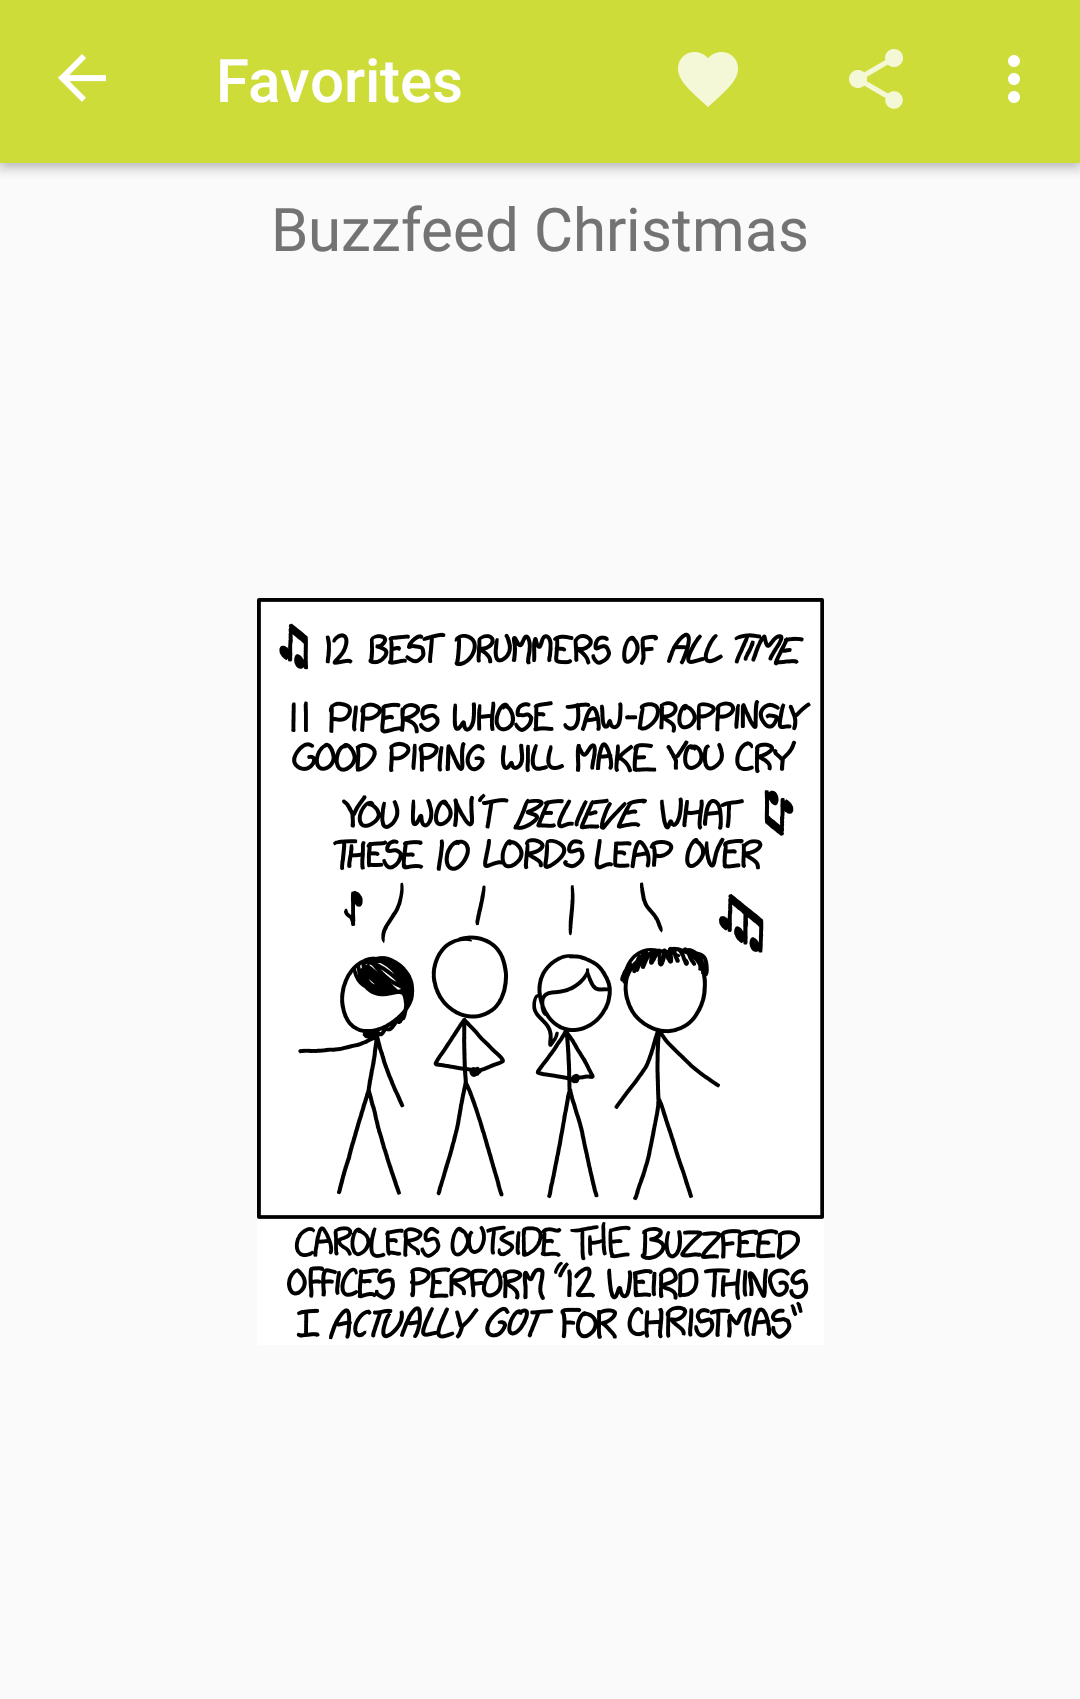 Favorites
Buzzfeed Christmas
12 BEST DRUMMERS OF ALL TIME
11 PIPERS WHOSE JAW-DROPPINGLY
GOOD PIPING WILL MAKE YOU CRY
YOU WON'T BELIEVE WHAT
THESE 10 LORDS LEAP OVER
CAROLERS OUTSIDE THE BUZZFEED
OFFICES PERFORM "12 WEIRD THINGS
I ACTUALLY GOT FOR CHRISTMAS"